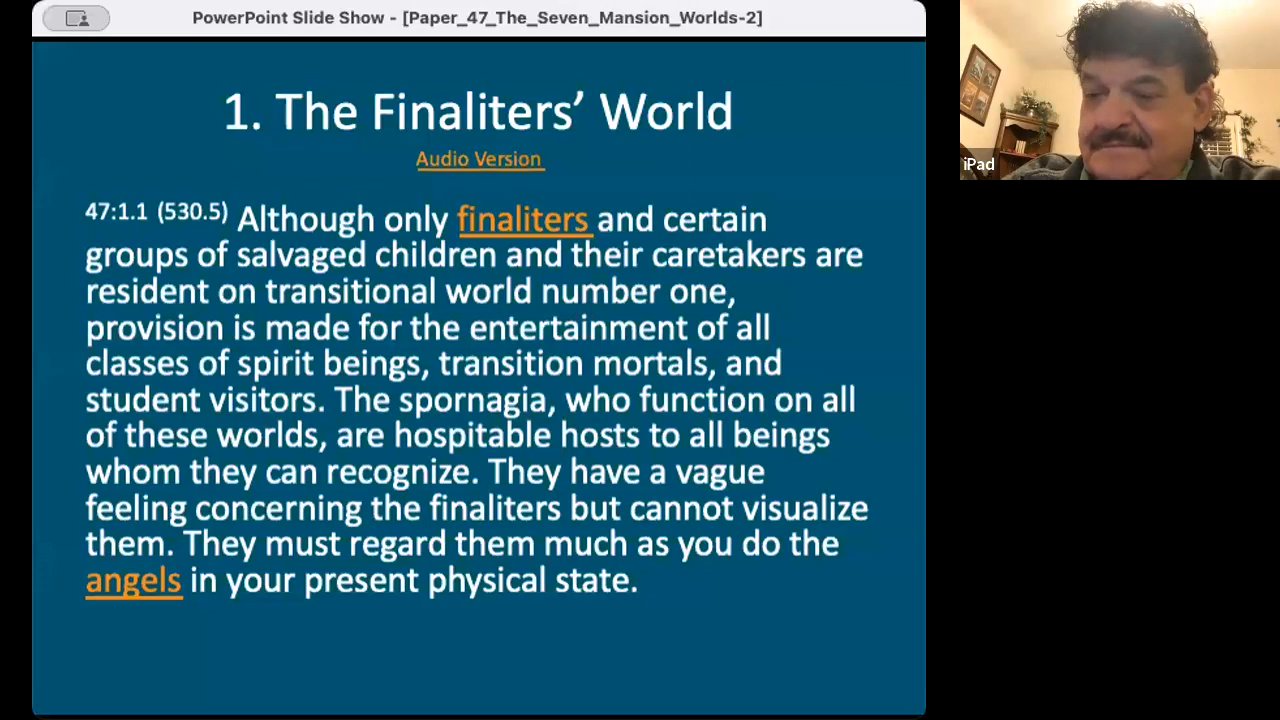 PowerPoint Slide Show - [Paper_47_The_Seven_Mansion_Worlds-2]
1. The Finaliters’ World
Audio Version
47:1.1 (530.5) Although only finaliters and certain
groups of salvaged children and their caretakers are
resident on transitional world number one,
provision is made for the entertainment of all
classes of spirit beings, transition mortals, and
student visitors. The spornagia, who function on all
of these worlds, are hospitable hosts to all beings
whom they can recognize. They have a vague
feeling concerning the finaliters but cannot visualize
them. They must regard them much as you do the
angels in your present physical state.
iPad